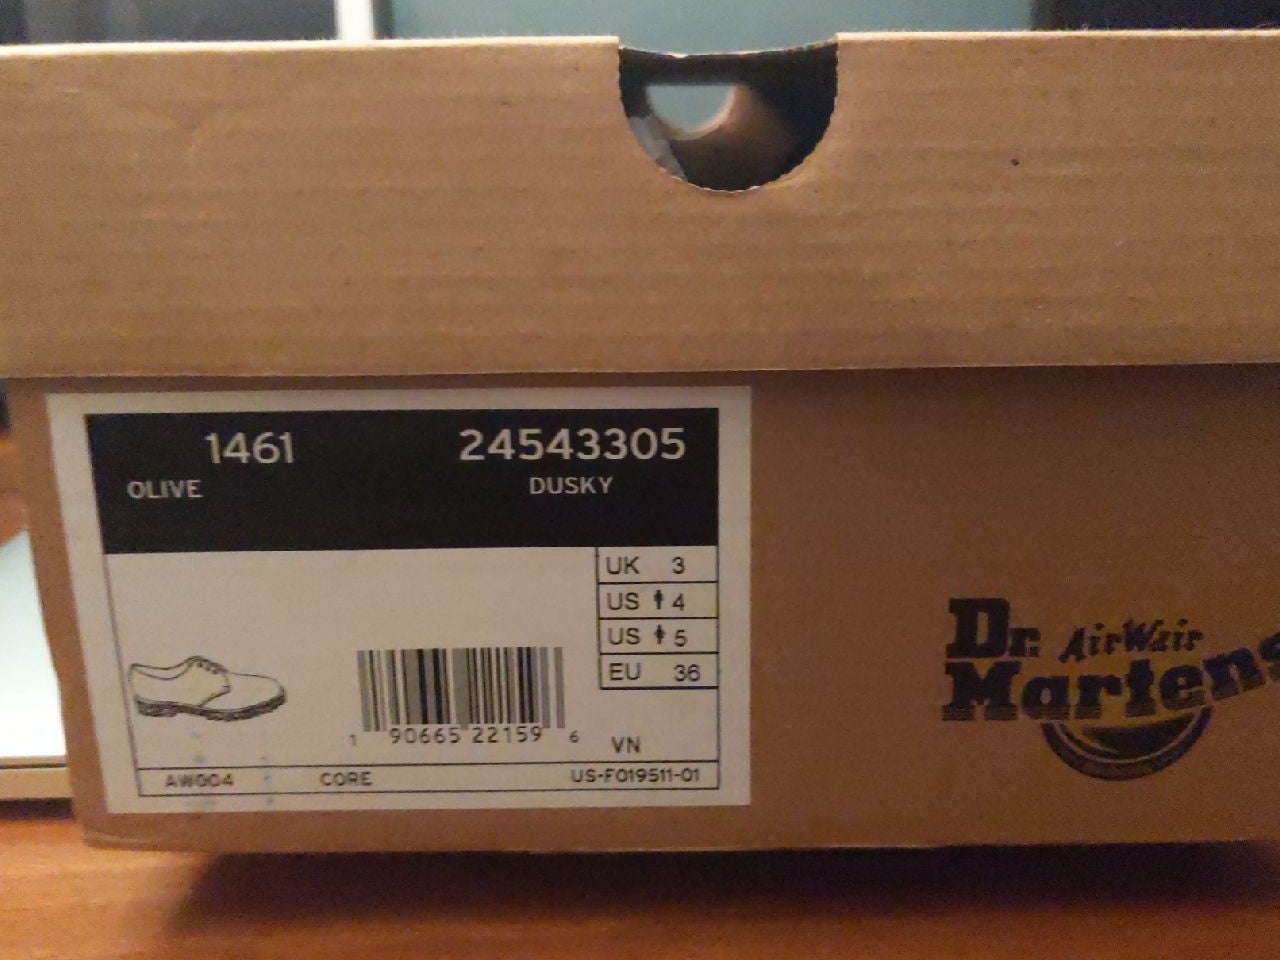 1461 24543305
OLIVE DUSKY
UK 3
US 4
US 5
EU 36
1 90665 22159 6
VN
AW004 CORE US-F019511-01
Dr. AirWair
Martens